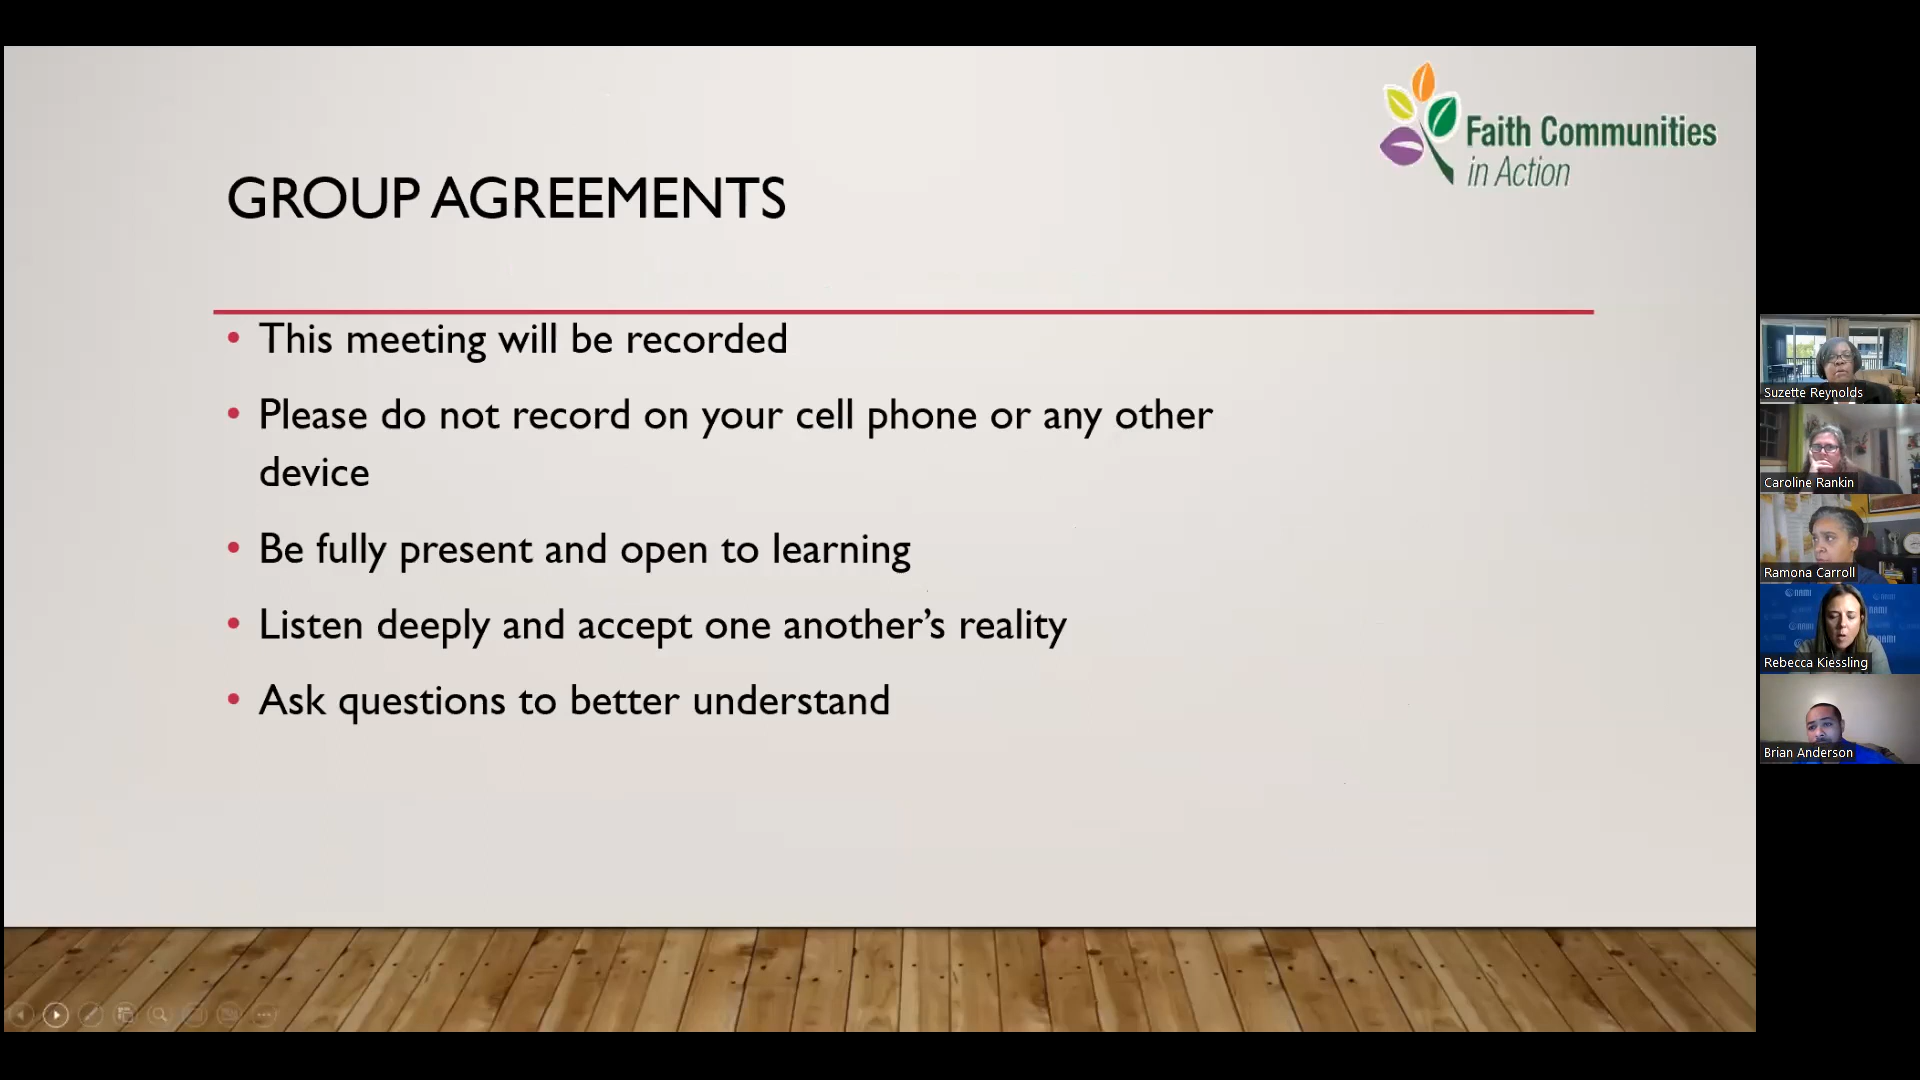 Faith Communities
in Action
GROUP AGREEMENTS
• This meeting will be recorded
• Please do not record on your cell phone or any other
device
• Be fully present and open to learning
• Listen deeply and accept one another’s reality
• Ask questions to better understand
Suzette Reynolds
Caroline Rankin
Ramona Carroll
NAMI
NAMI
Rebecca Kiessling
Brian Anderson